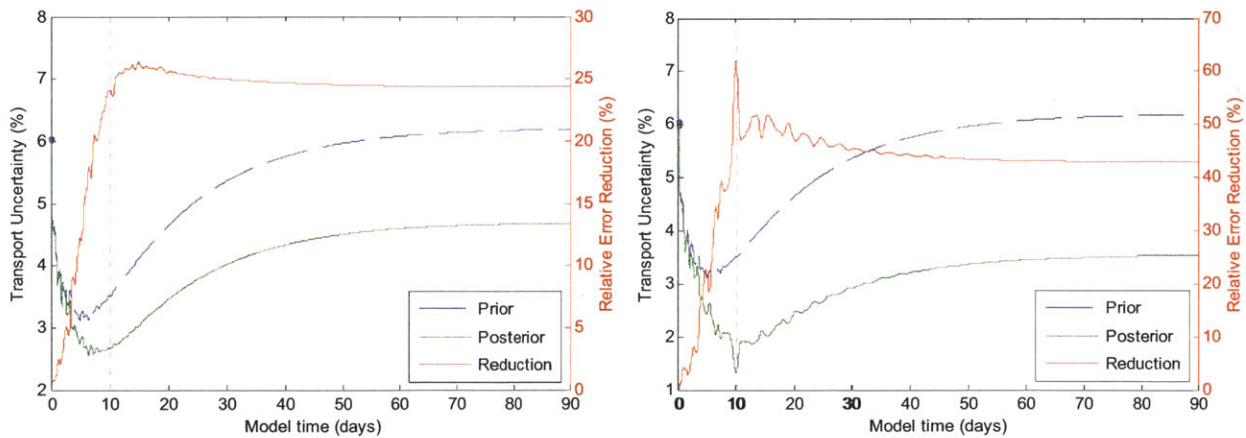 8
7
6
5
4
3
2
Transport Uncertainty (%)
30
25
20
15
10
5
0
Relative Error Reduction (%)
Prior
Posterior
Reduction
0 10 20 30 40 50 60 70 80 90
Model time (days)
8
7
6
5
4
3
2
1
Transport Uncertainty (%)
70
60
50
40
30
20
10
0
Relative Error Reduction (%)
Prior
Posterior
Reduction
0 10 20 30 40 50 60 70 80 90
Model time (days)